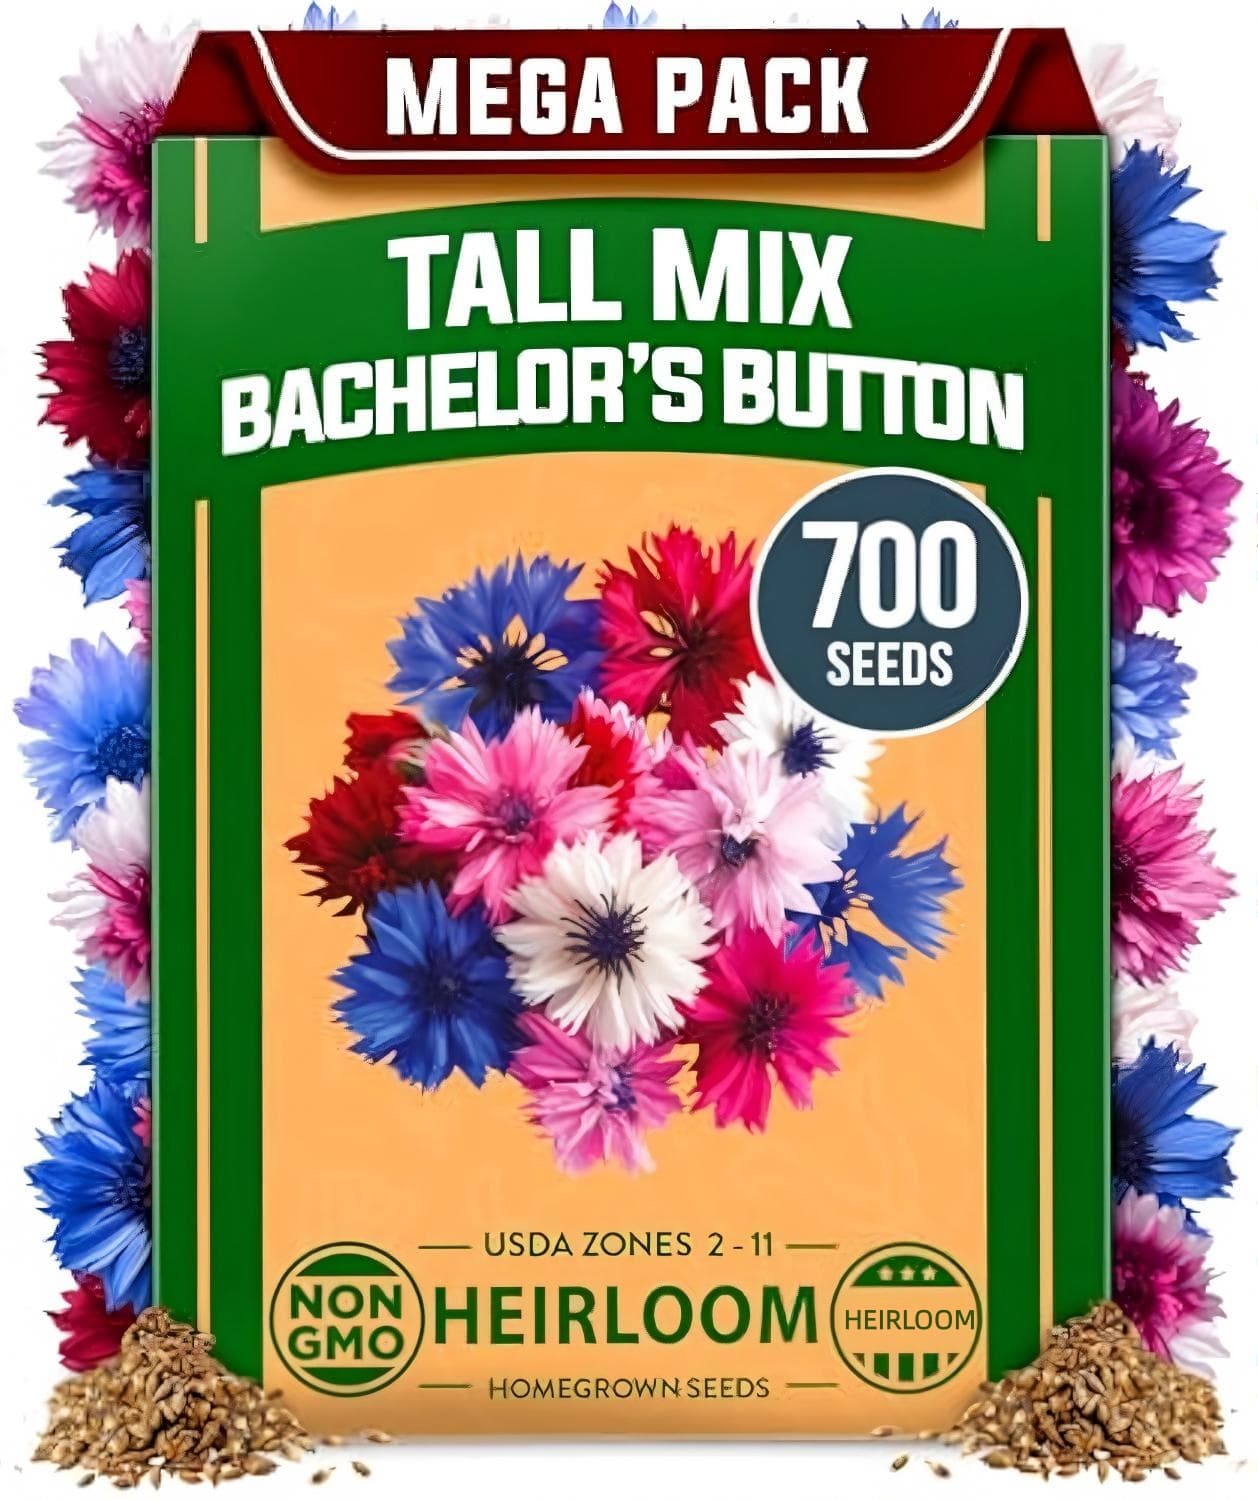 MEGA PACK
TALL MIX
BACHELOR'S BUTTON
700
SEEDS
USDA ZONES 2-11
NON
GMO
HEIRLOOM
HEIRLOOM
HOMEGROWN SEEDS